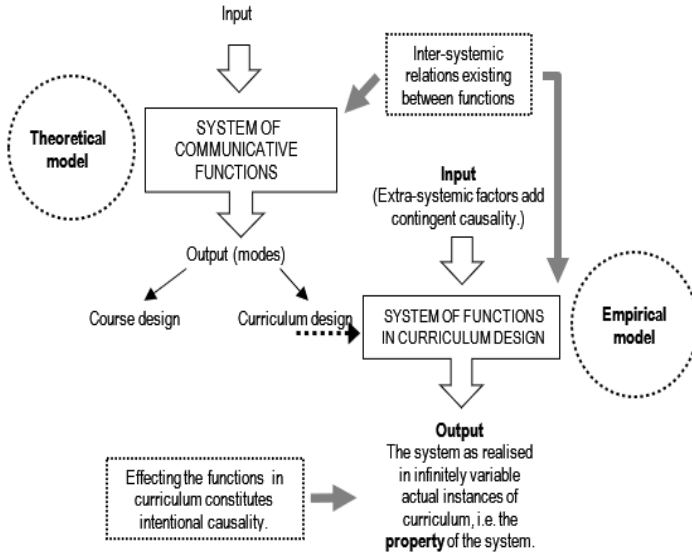 Input
Inter-systemic
relations existing
between functions
Theoretical
model
SYSTEM OF
COMMUNICATIVE
FUNCTIONS
Input
(Extra-systemic factors add
contingent causality.)
Output (modes)
Course design
Curriculum design
SYSTEM OF FUNCTIONS
IN CURRICULUM DESIGN
Empirical
model
Output
The system as realised
in infinitely variable
actual instances of
curriculum, i.e. the
property of the system.
Effecting the functions in
curriculum constitutes
intentional causality.